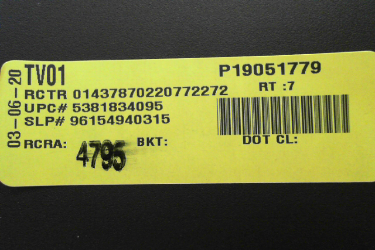 03-06-20
TV01 P19051779
RCTR 01437870220772272 RT :7
UPC# 5381834095
SLP# 96154940315
RCRA: 4795 BKT: DOT CL: